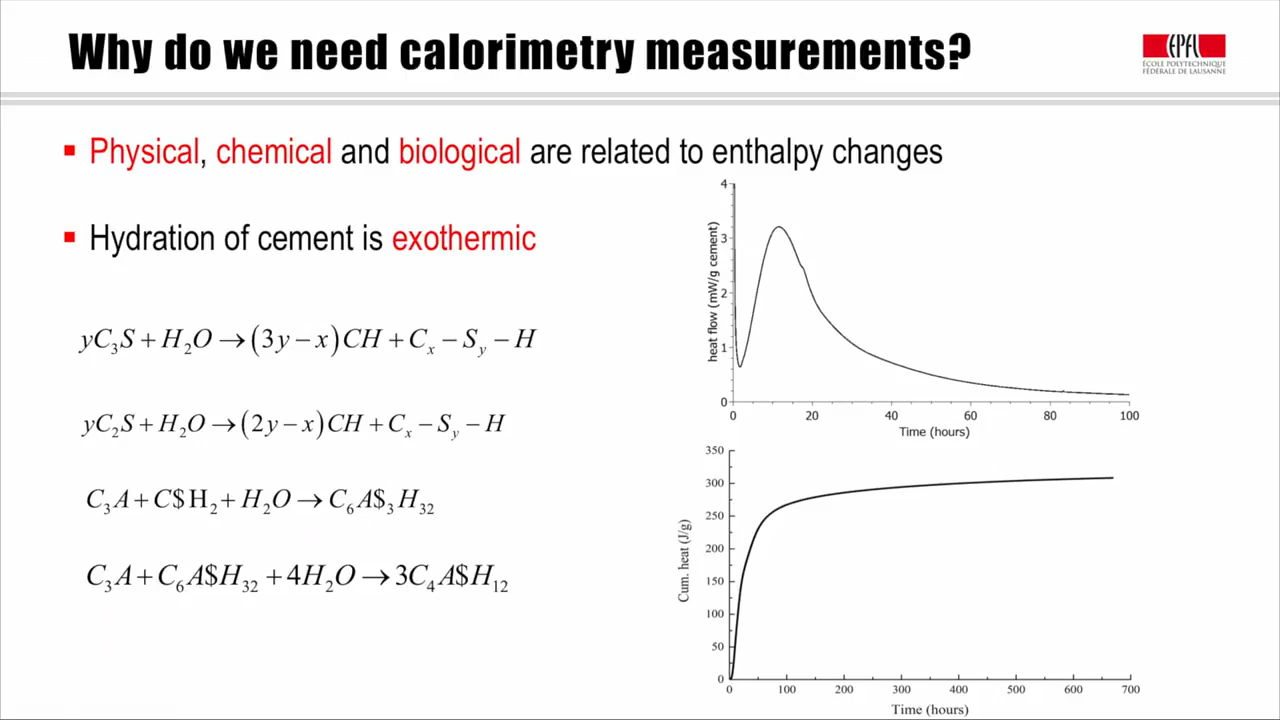 Why do we need calorimetry measurements?
EPFL
ÉCOLE POLYTECHNIQUE
FÉDÉRALE DE LAUSANNE
▪ Physical, chemical and biological are related to enthalpy changes
▪ Hydration of cement is exothermic
yC₃S + H₂O → (3y − x)CH + Cₓ − S_y − H
yC₂S + H₂O → (2y − x)CH + Cₓ − S_y − H
C₃A + C$H₂ + H₂O → C₆A$₃H₃₂
C₃A + C₆A$H₃₂ + 4H₂O → 3C₄A$H₁₂
4
3
2
1
0
heat flow (mW/g cement)
0 20 40 60 80 100
Time (hours)
350
300
250
200
150
100
50
0
Cum. heat (J/g)
0 100 200 300 400 500 600 700
Time (hours)